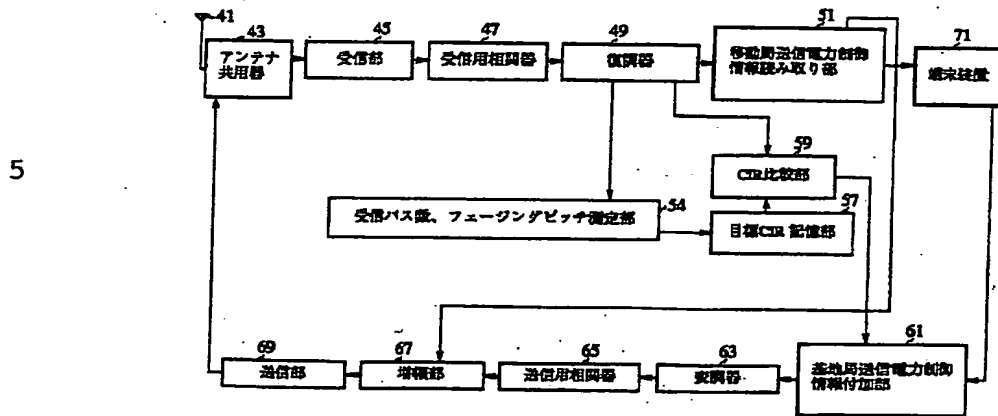 41
43
アンテナ
共用器
45
受信部
47
受信用相関器
49
復調器
51
移動局送信電力制御
情報読み取り部
71
端末装置
5
59
CIR比較部
受信パス数、フェージングピッチ測定部
54
57
目標CIR 記憶部
69
送信部
67
増幅部
65
送信用相関器
63
変調器
61
基地局送信電力制御
情報付加部